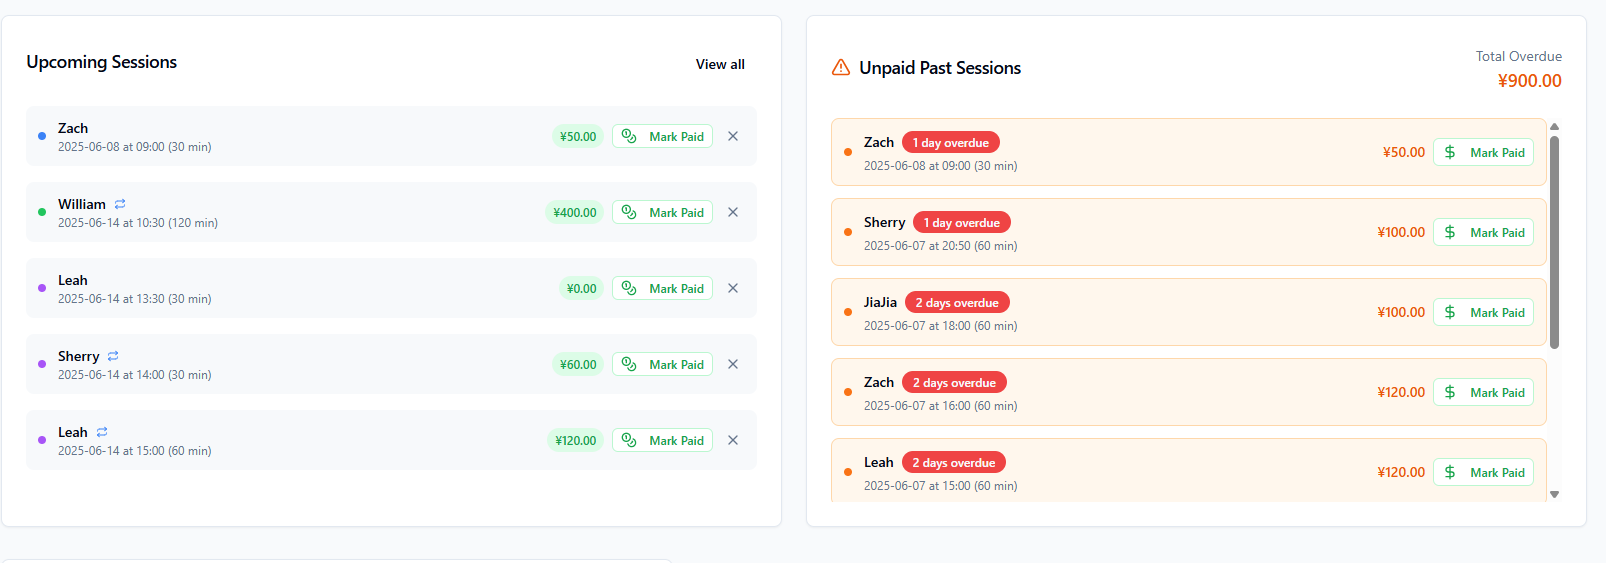 Upcoming Sessions
View all
Zach
2025-06-08 at 09:00 (30 min)
¥50.00
Mark Paid
William
2025-06-14 at 10:30 (120 min)
¥400.00
Mark Paid
Leah
2025-06-14 at 13:30 (30 min)
¥0.00
Mark Paid
Sherry
2025-06-14 at 14:00 (30 min)
¥60.00
Mark Paid
Leah
2025-06-14 at 15:00 (60 min)
¥120.00
Mark Paid
Unpaid Past Sessions
Total Overdue
¥900.00
Zach 1 day overdue
2025-06-08 at 09:00 (30 min)
¥50.00
$ Mark Paid
Sherry 1 day overdue
2025-06-07 at 20:50 (60 min)
¥100.00
$ Mark Paid
JiaJia 2 days overdue
2025-06-07 at 18:00 (60 min)
¥100.00
$ Mark Paid
Zach 2 days overdue
2025-06-07 at 16:00 (60 min)
¥120.00
$ Mark Paid
Leah 2 days overdue
2025-06-07 at 15:00 (60 min)
¥120.00
$ Mark Paid